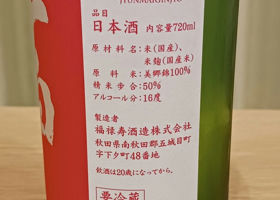 JUNMAIGINJO
品目
日本酒 内容量720ml
原材料名：米(国産)、
米麹(国産米)
原料米：美郷錦100%
精米歩合：50%
アルコール分：16度
製造者
福禄寿酒造株式会社
秋田県南秋田郡五城目町
字下夕町48番地
飲酒は20歳になってから。
要冷蔵